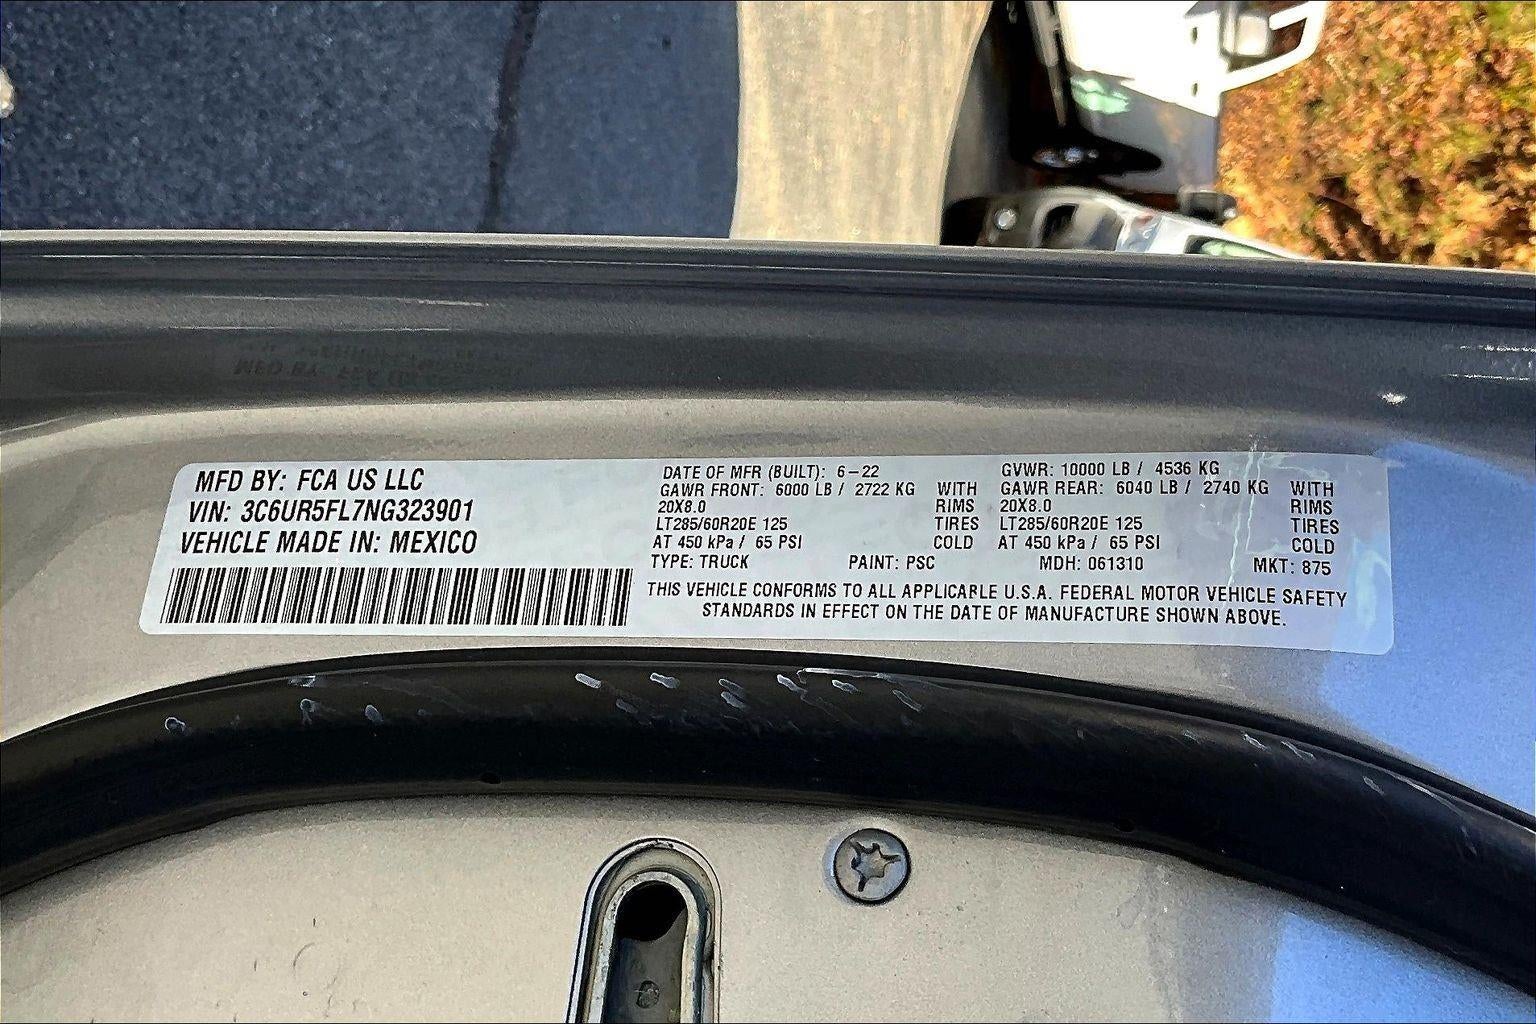 MFD BY: FCA US LLC
VIN: 3C6UR5FL7NG323901
VEHICLE MADE IN: MEXICO
DATE OF MFR (BUILT): 6-22 GVWR: 10000 LB / 4536 KG
GAWR FRONT: 6000 LB / 2722 KG WITH GAWR REAR: 6040 LB / 2740 KG WITH
20X8.0 RIMS 20X8.0 RIMS
LT285/60R20E 125 TIRES LT285/60R20E 125 TIRES
AT 450 kPa / 65 PSI COLD AT 450 kPa / 65 PSI COLD
TYPE: TRUCK PAINT: PSC MDH: 061310 MKT: 875
THIS VEHICLE CONFORMS TO ALL APPLICABLE U.S.A. FEDERAL MOTOR VEHICLE SAFETY
STANDARDS IN EFFECT ON THE DATE OF MANUFACTURE SHOWN ABOVE.